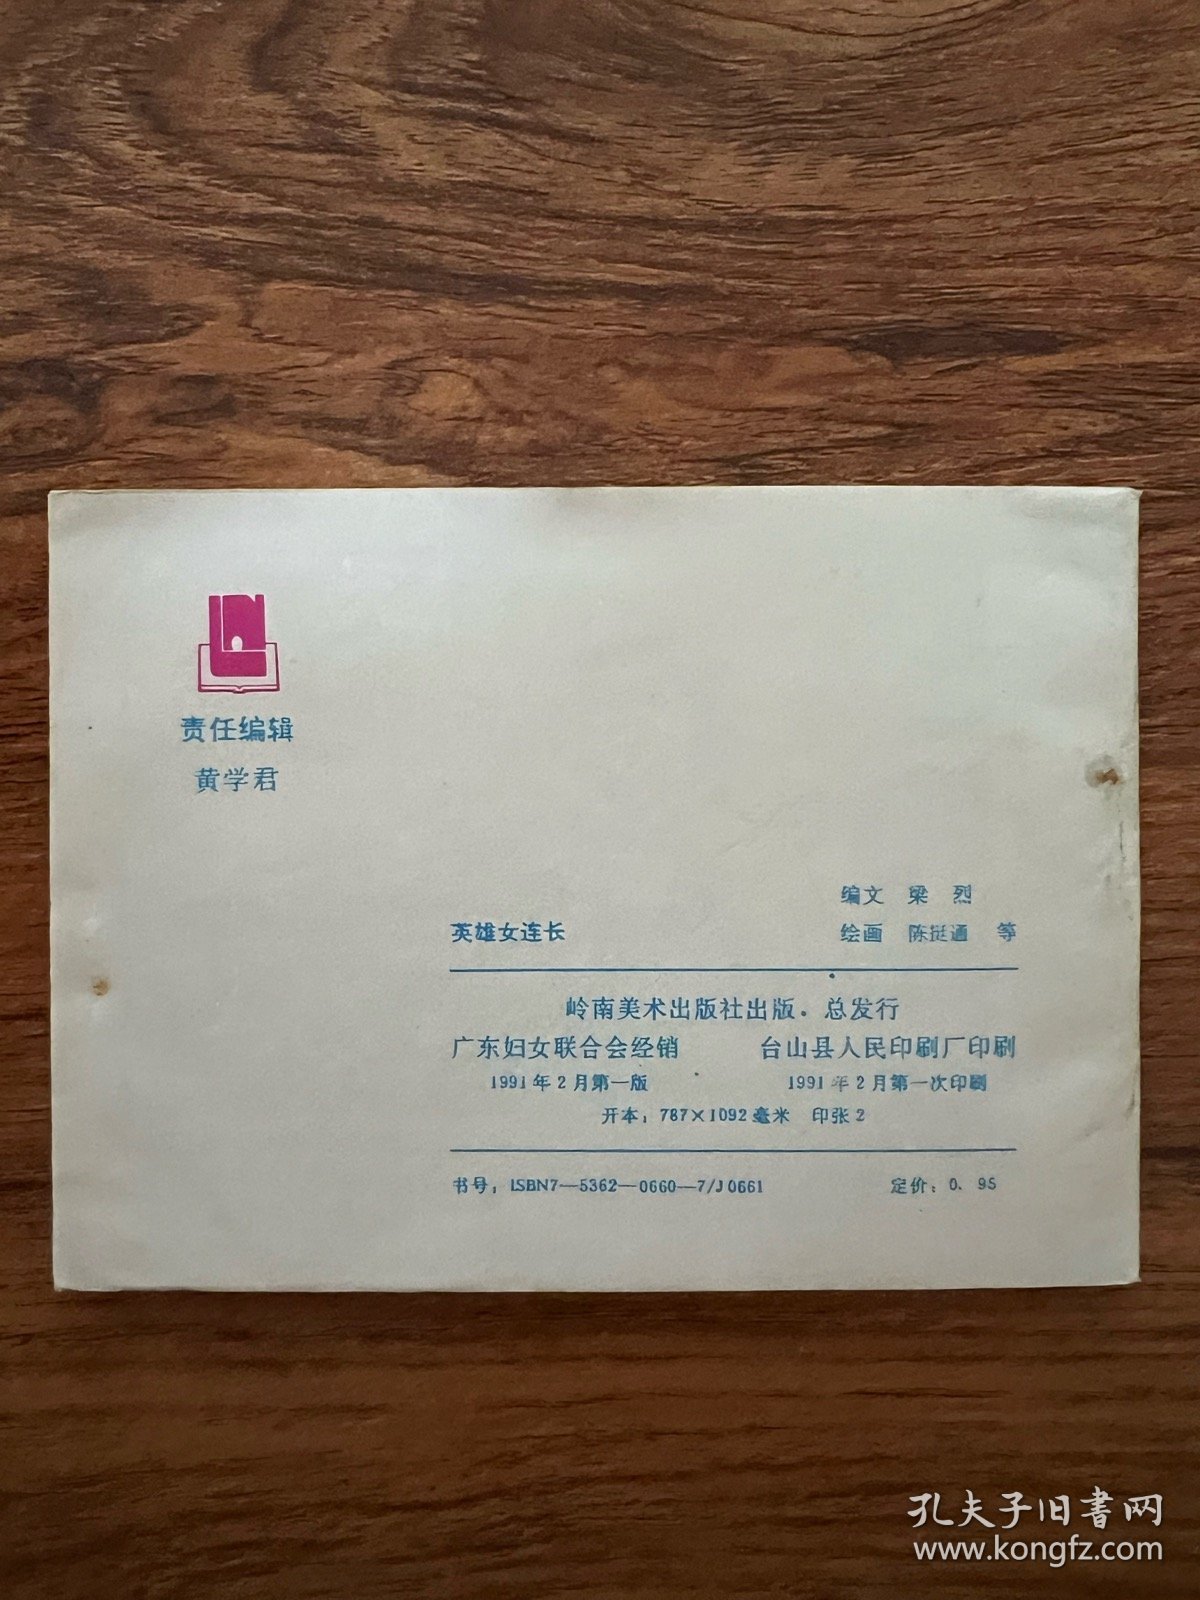 责任编辑
黄学君
编文 梁 烈
英雄女连长 绘画 陈挺通 等
岭南美术出版社出版．总发行
广东妇女联合会经销 台山县人民印刷厂印刷
1991年2月第一版 1991年2月第一次印刷
开本：787×1092毫米 印张2
书号：ISBN7—5362—0660—7/J0661 定价：0．95
孔夫子旧書网
www.kongfz.com